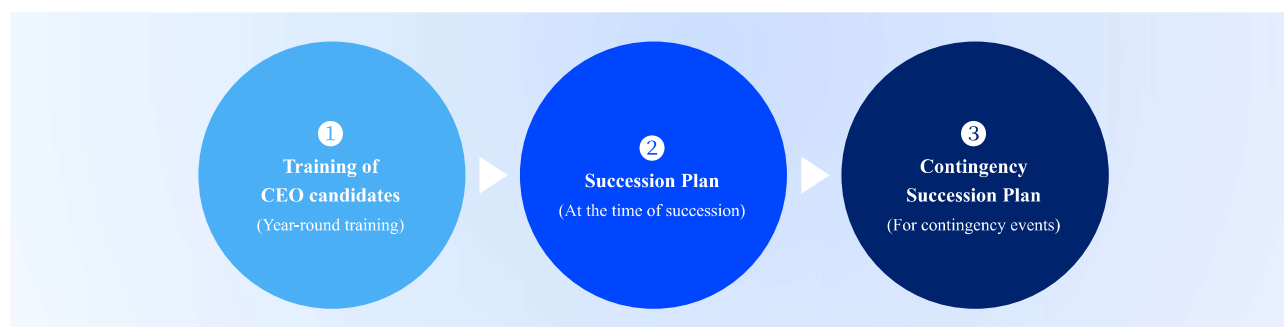 1
Training of
CEO candidates
(Year-round training)
2
Succession Plan
(At the time of succession)
3
Contingency
Succession Plan
(For contingency events)